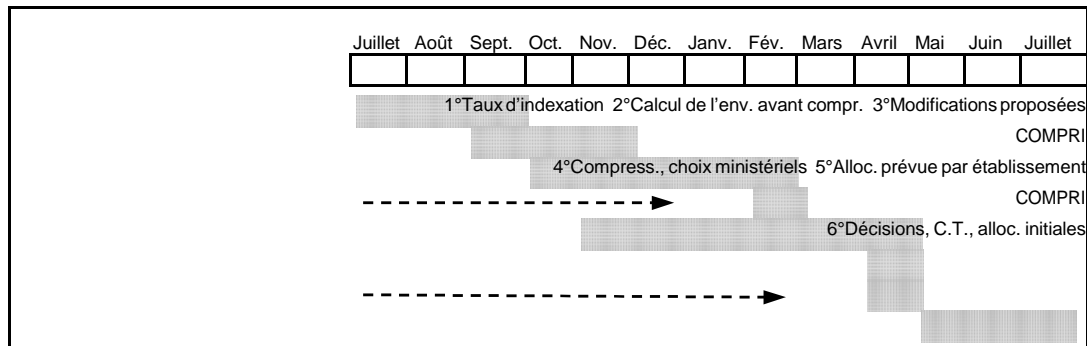 Juillet Août Sept. Oct. Nov. Déc. Janv. Fév. Mars Avril Mai Juin Juillet
1°Taux d'indexation 2°Calcul de l'env. avant compr. 3°Modifications proposées
COMPRI
4°Compress., choix ministériels 5°Alloc. prévue par établissement
COMPRI
6°Décisions, C.T., alloc. initiales